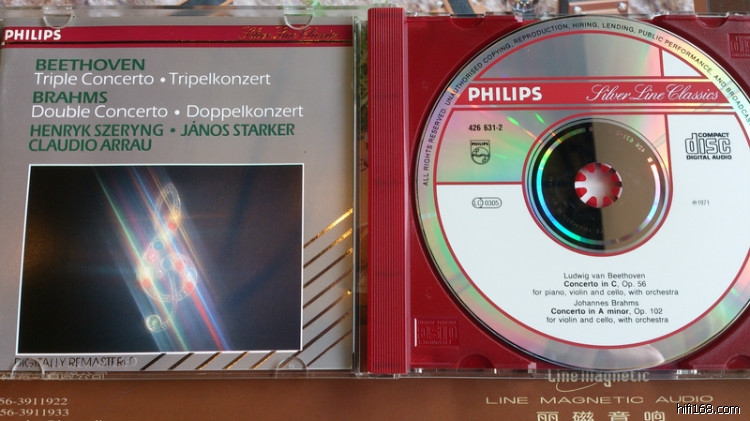 PHILIPS
Silver Line Classics
BEETHOVEN
Triple Concerto • Tripelkonzert
BRAHMS
Double Concerto • Doppelkonzert
HENRYK SZERYNG • JÁNOS STARKER
CLAUDIO ARRAU
DIGITALLY REMASTERED
ALL RIGHTS RESERVED. UNAUTHORISED COPYING, REPRODUCTION, HIRING, LENDING, PUBLIC PERFORMANCE, AND BROADCAS
PHILIPS
Silver Line Classics
426 631-2
PHILIPS
COMPACT
disc
DIGITAL AUDIO
LC 0305
℗1971
Ludwig van Beethoven
Concerto in C, Op. 56
for piano, violin and cello, with orchestra
Johannes Brahms
Concerto in A minor, Op. 102
for violin and cello, with orchestra
Line magnetic
LINE MAGNETIC AUDIO
丽磁音响
56-3911922
56-3911933
hifi168.com